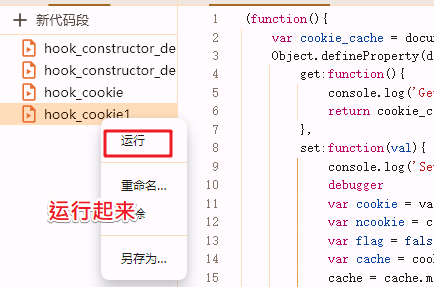 新代码段
hook_constructor_de
hook_constructor_de
hook_cookie
hook_cookie1
运行
重命名...
除
另存为...
运行起来
1 (function(){
2 var cookie_cache = docu
3 Object.defineProperty(d
4 get:function(){
5 console.log('Ge
6 return cookie_c
7 },
8 set:function(val){
9 console.log('Se
10 debugger
11 var cookie = va
12 var ncookie = c
13 var flag = fals
14 var cache = coo
15 cache = cache.m